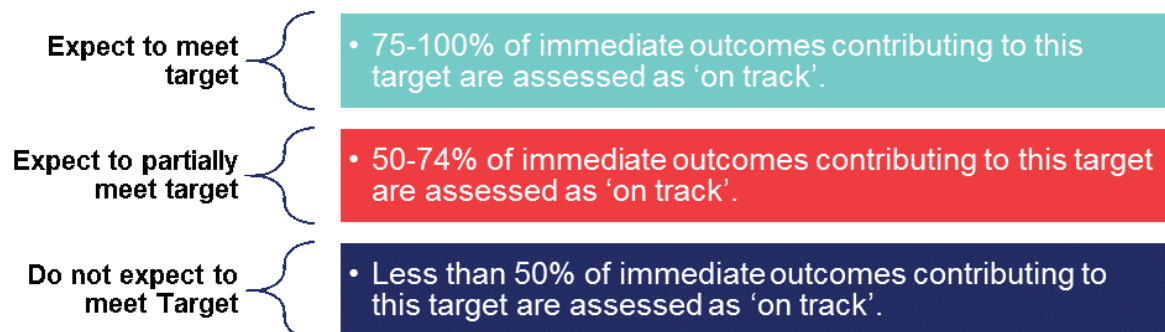 Expect to meet
target
• 75-100% of immediate outcomes contributing to this
target are assessed as ‘on track’.
Expect to partially
meet target
• 50-74% of immediate outcomes contributing to this target
are assessed as ‘on track’.
Do not expect to
meet Target
• Less than 50% of immediate outcomes contributing to
this target are assessed as ‘on track’.